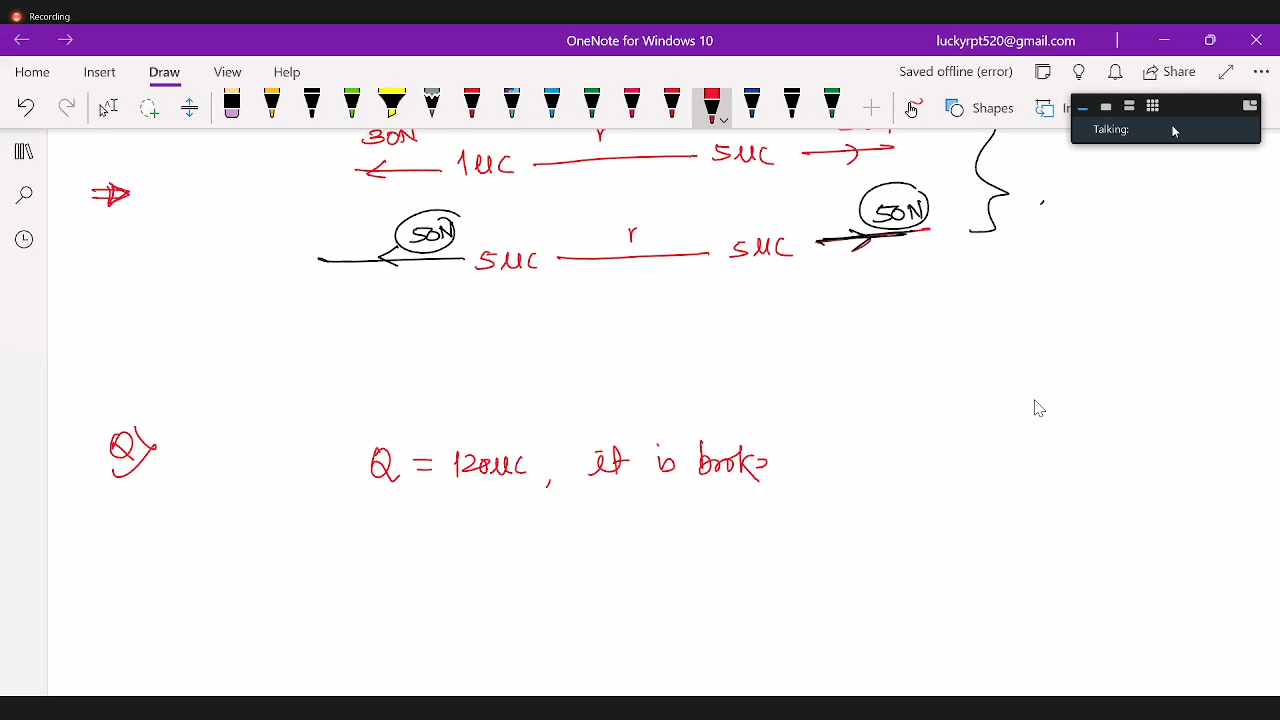 Recording
OneNote for Windows 10
luckyrpt520@gmail.com
Home Insert Draw View Help
Saved offline (error)
Share
Shapes
Talking:
30N r
1μC 5μC
50N r 50N
5μC 5μC
Q) Q = 120μC, it is brok